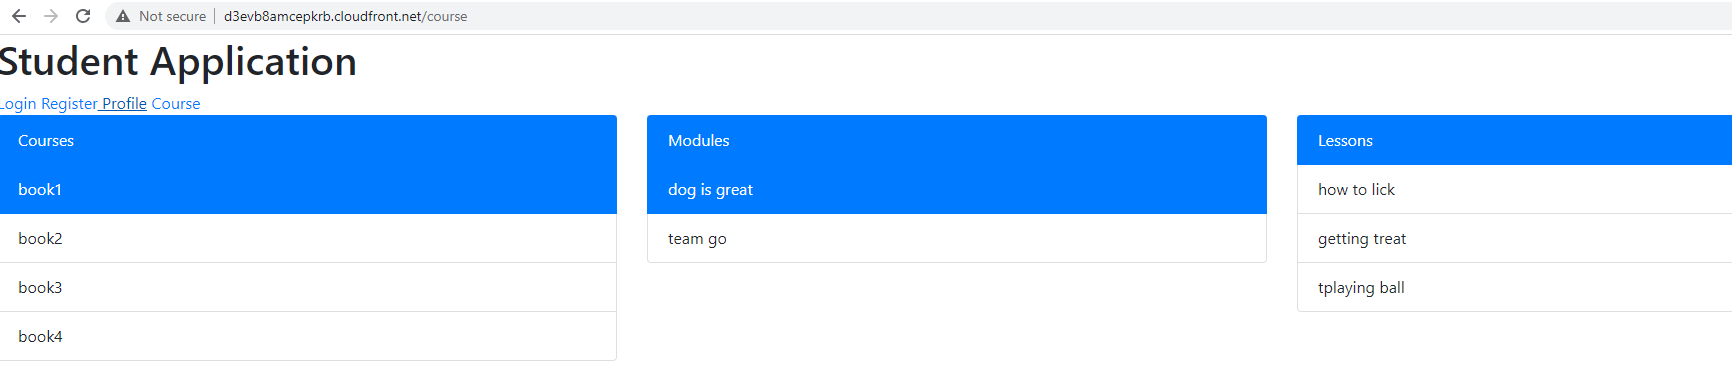 Not secure | d3evb8amcepkrb.cloudfront.net/course
Student Application
Login Register Profile Course
Courses
book1
book2
book3
book4
Modules
dog is great
team go
Lessons
how to lick
getting treat
tplaying ball